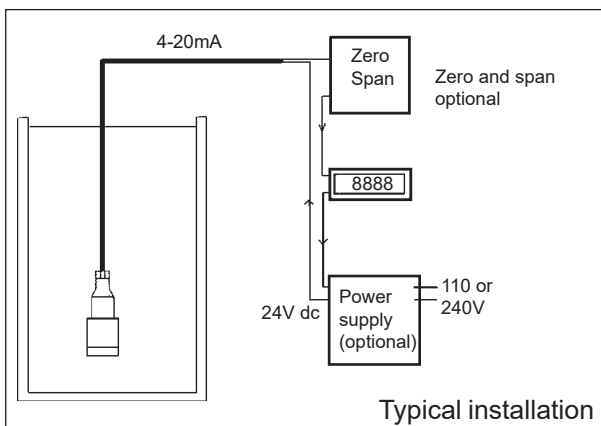 4-20mA
Zero
Span
Zero and span
optional
8888
24V dc
Power
supply
(optional)
110 or
240V
Typical installation